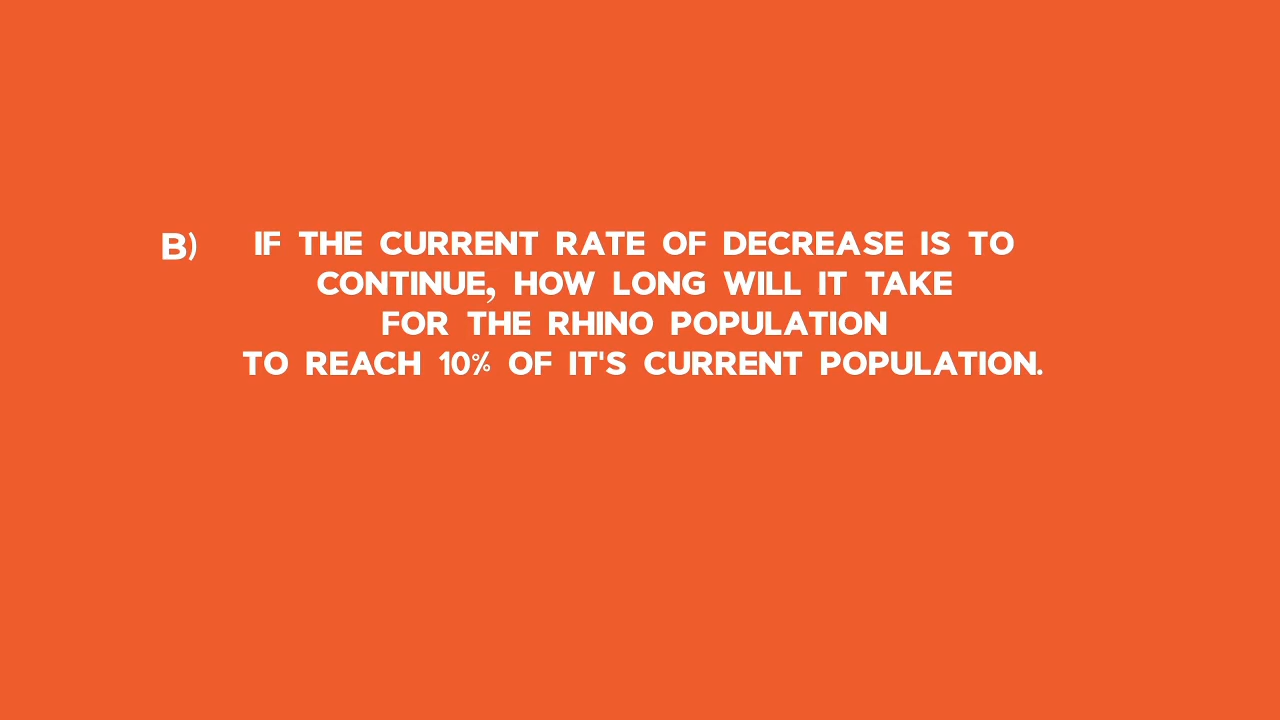 B) IF THE CURRENT RATE OF DECREASE IS TO
CONTINUE, HOW LONG WILL IT TAKE
FOR THE RHINO POPULATION
TO REACH 10% OF IT'S CURRENT POPULATION.